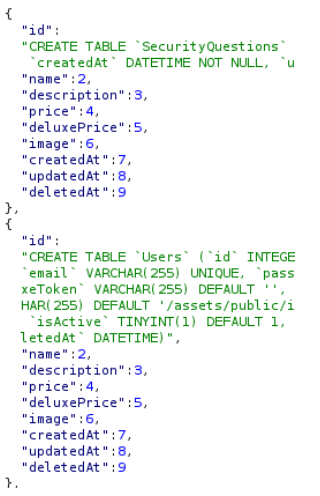 {
"id":
"CREATE TABLE `SecurityQuestions`
`createdAt` DATETIME NOT NULL, `u
"name":2,
"description":3,
"price":4,
"deluxePrice":5,
"image":6,
"createdAt":7,
"updatedAt":8,
"deletedAt":9
},
{
"id":
"CREATE TABLE `Users` (`id` INTEGE
`email` VARCHAR(255) UNIQUE, `pass
xeToken` VARCHAR(255) DEFAULT '',
HAR(255) DEFAULT '/assets/public/i
`isActive` TINYINT(1) DEFAULT 1,
letedAt` DATETIME)",
"name":2,
"description":3,
"price":4,
"deluxePrice":5,
"image":6,
"createdAt":7,
"updatedAt":8,
"deletedAt":9
},